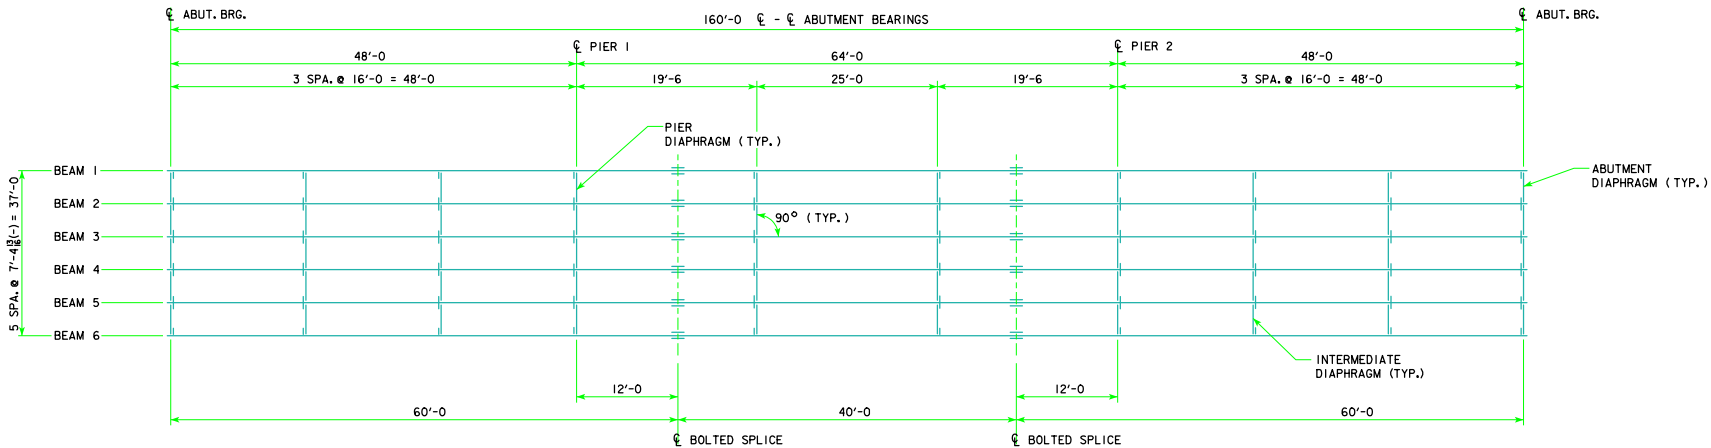 ℄ ABUT. BRG.
160'-0 ℄ - ℄ ABUTMENT BEARINGS
℄ ABUT. BRG.
℄ PIER 1
℄ PIER 2
48'-0
64'-0
48'-0
3 SPA. @ 16'-0 = 48'-0
19'-6
25'-0
19'-6
3 SPA. @ 16'-0 = 48'-0
PIER
DIAPHRAGM (TYP.)
BEAM 1
BEAM 2
BEAM 3
BEAM 4
BEAM 5
BEAM 6
5 SPA. @ 7'-4 13/16(-) = 37'-0
90° (TYP.)
ABUTMENT
DIAPHRAGM (TYP.)
INTERMEDIATE
DIAPHRAGM (TYP.)
12'-0
12'-0
60'-0
40'-0
60'-0
℄ BOLTED SPLICE
℄ BOLTED SPLICE